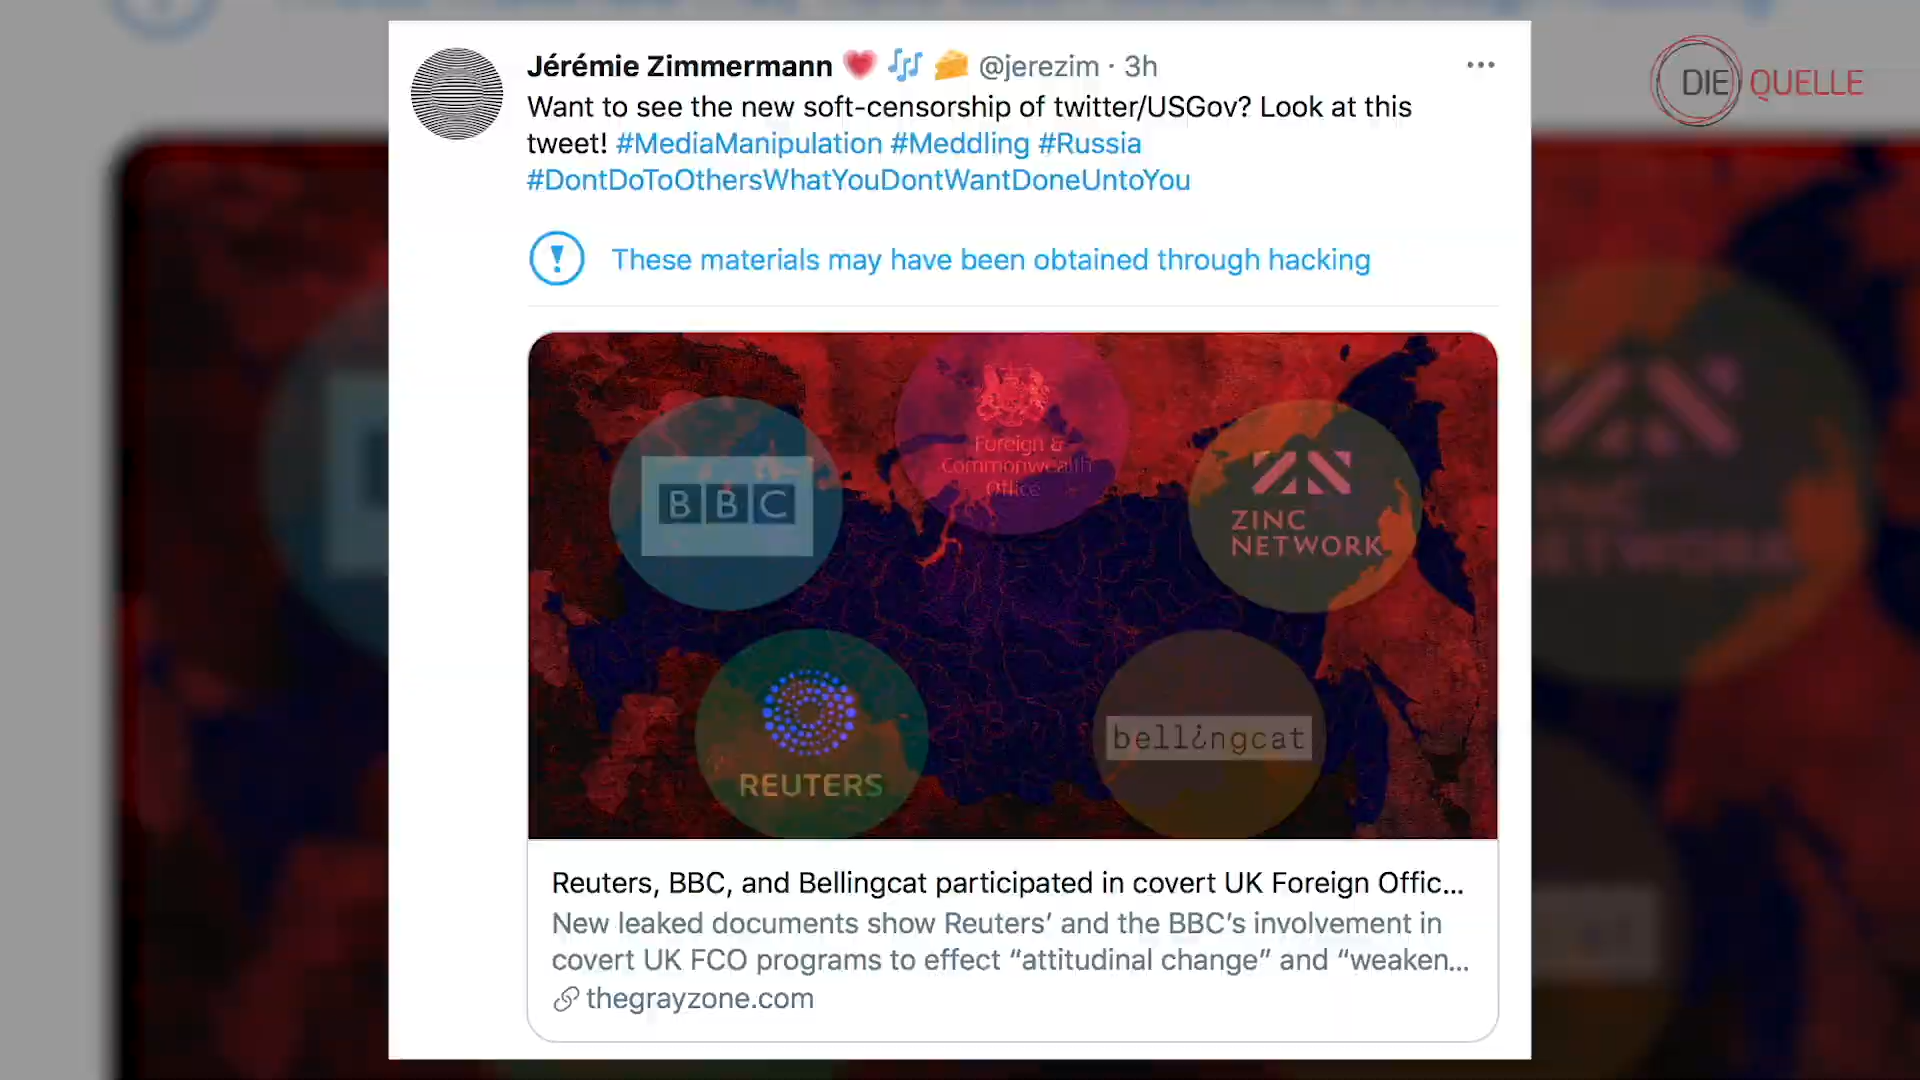 Jérémie Zimmermann 💗 🎶 🧀 @jerezim · 3h
DIE QUELLE
Want to see the new soft-censorship of twitter/USGov? Look at this
tweet! #MediaManipulation #Meddling #Russia
#DontDoToOthersWhatYouDontWantDoneUntoYou
These materials may have been obtained through hacking
Foreign &
Commonwealth
Office
BBC
ZINC
NETWORK
REUTERS
bell¿ngcat
Reuters, BBC, and Bellingcat participated in covert UK Foreign Offic...
New leaked documents show Reuters’ and the BBC’s involvement in
covert UK FCO programs to effect “attitudinal change” and “weaken...
thegrayzone.com